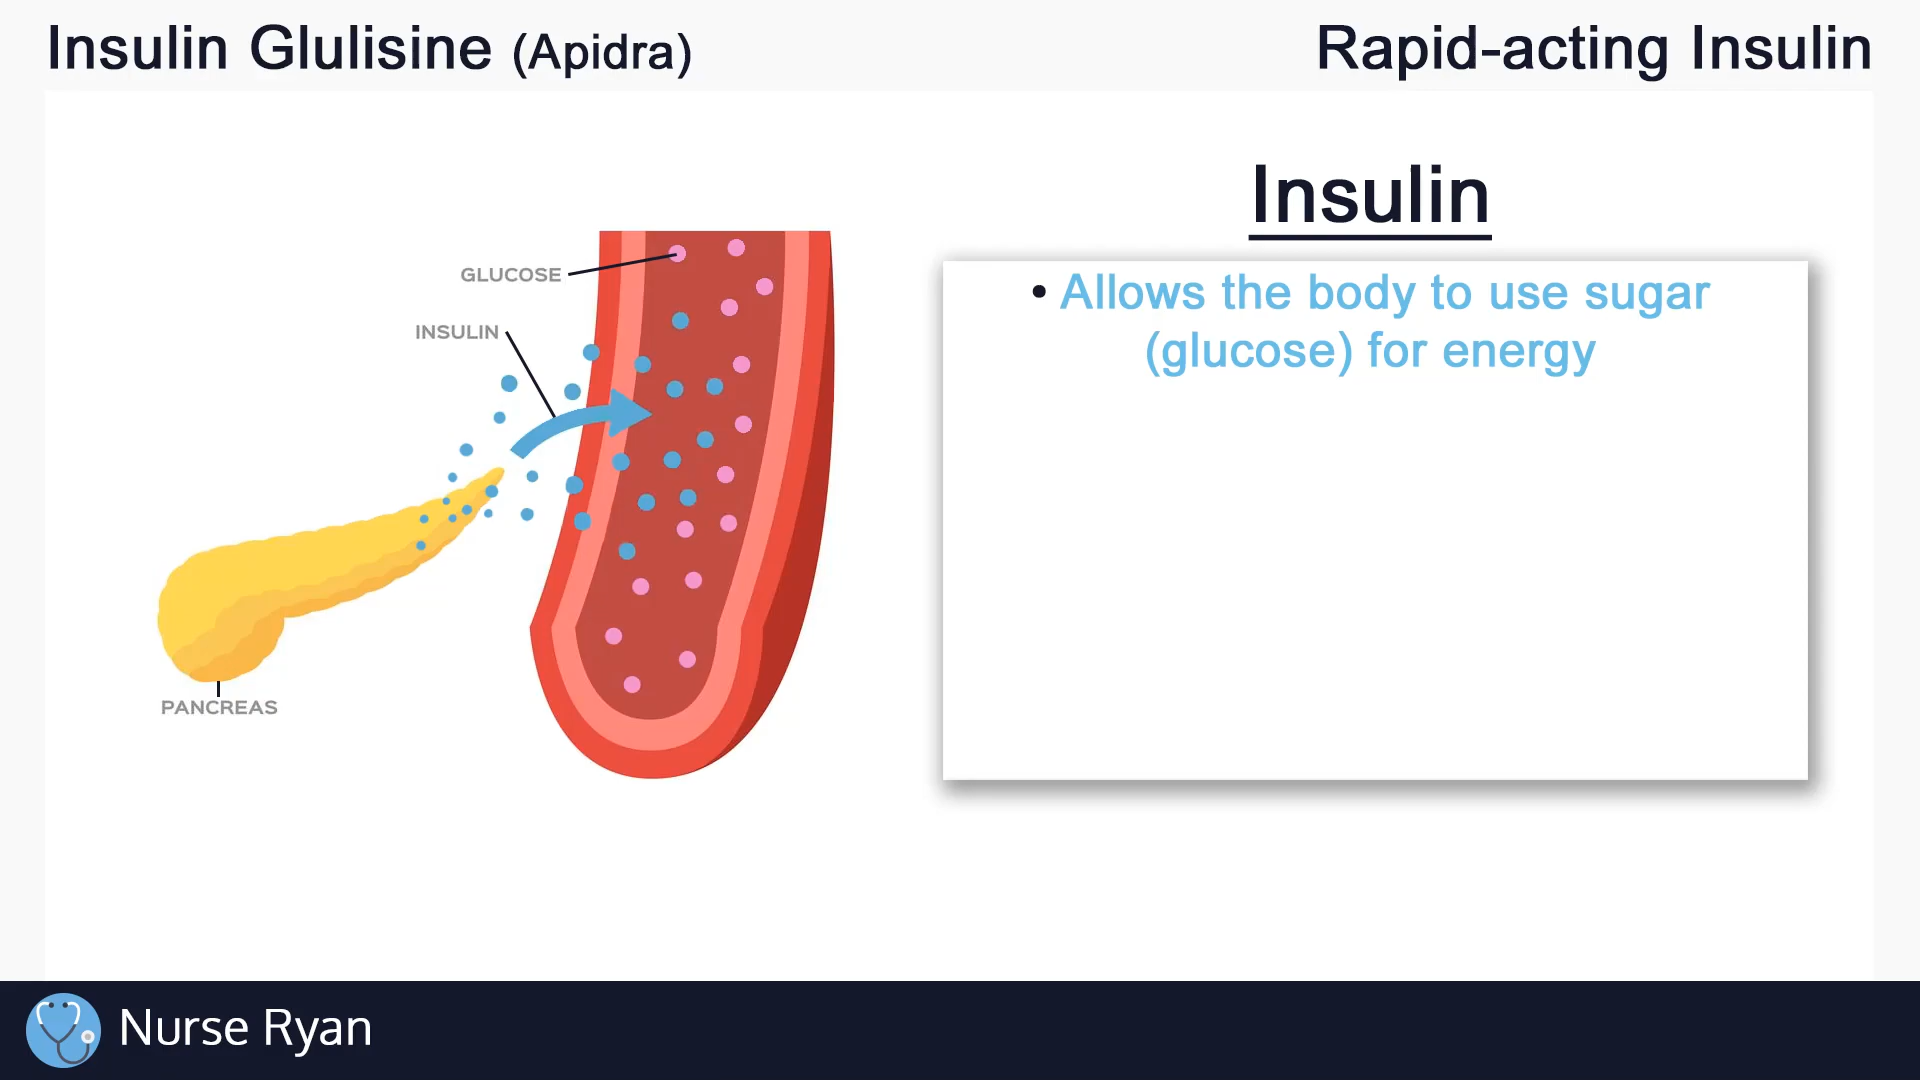 Insulin Glulisine (Apidra)
Rapid-acting Insulin
GLUCOSE
INSULIN
PANCREAS
Insulin
• Allows the body to use sugar
(glucose) for energy
Nurse Ryan